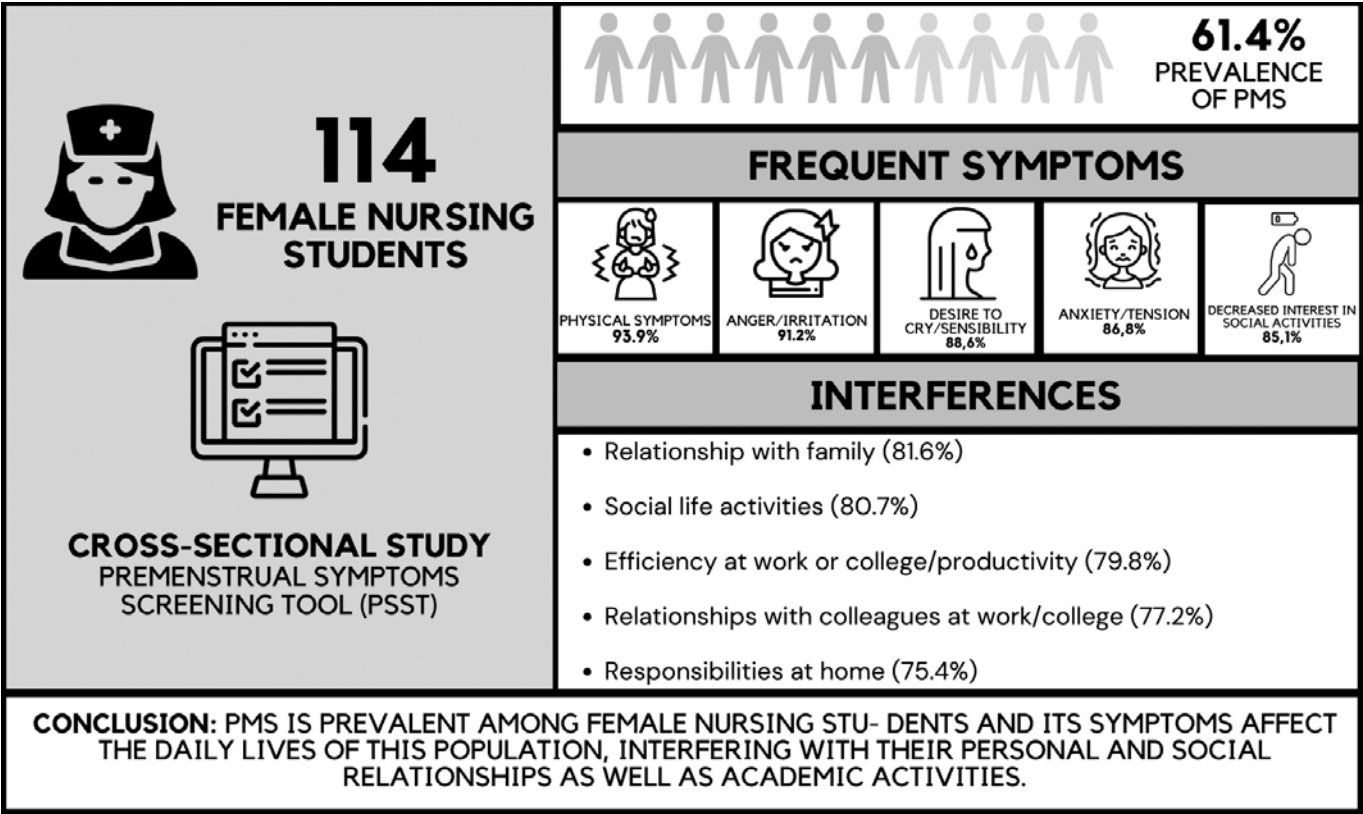 114
FEMALE NURSING
STUDENTS
CROSS-SECTIONAL STUDY
PREMENSTRUAL SYMPTOMS
SCREENING TOOL (PSST)
61.4%
PREVALENCE
OF PMS
FREQUENT SYMPTOMS
PHYSICAL SYMPTOMS
93.9%
ANGER/IRRITATION
91.2%
DESIRE TO
CRY/SENSIBILITY
88,6%
ANXIETY/TENSION
86,8%
DECREASED INTEREST IN
SOCIAL ACTIVITIES
85,1%
INTERFERENCES
• Relationship with family (81.6%)
• Social life activities (80.7%)
• Efficiency at work or college/productivity (79.8%)
• Relationships with colleagues at work/college (77.2%)
• Responsibilities at home (75.4%)
CONCLUSION: PMS IS PREVALENT AMONG FEMALE NURSING STU- DENTS AND ITS SYMPTOMS AFFECT
THE DAILY LIVES OF THIS POPULATION, INTERFERING WITH THEIR PERSONAL AND SOCIAL
RELATIONSHIPS AS WELL AS ACADEMIC ACTIVITIES.